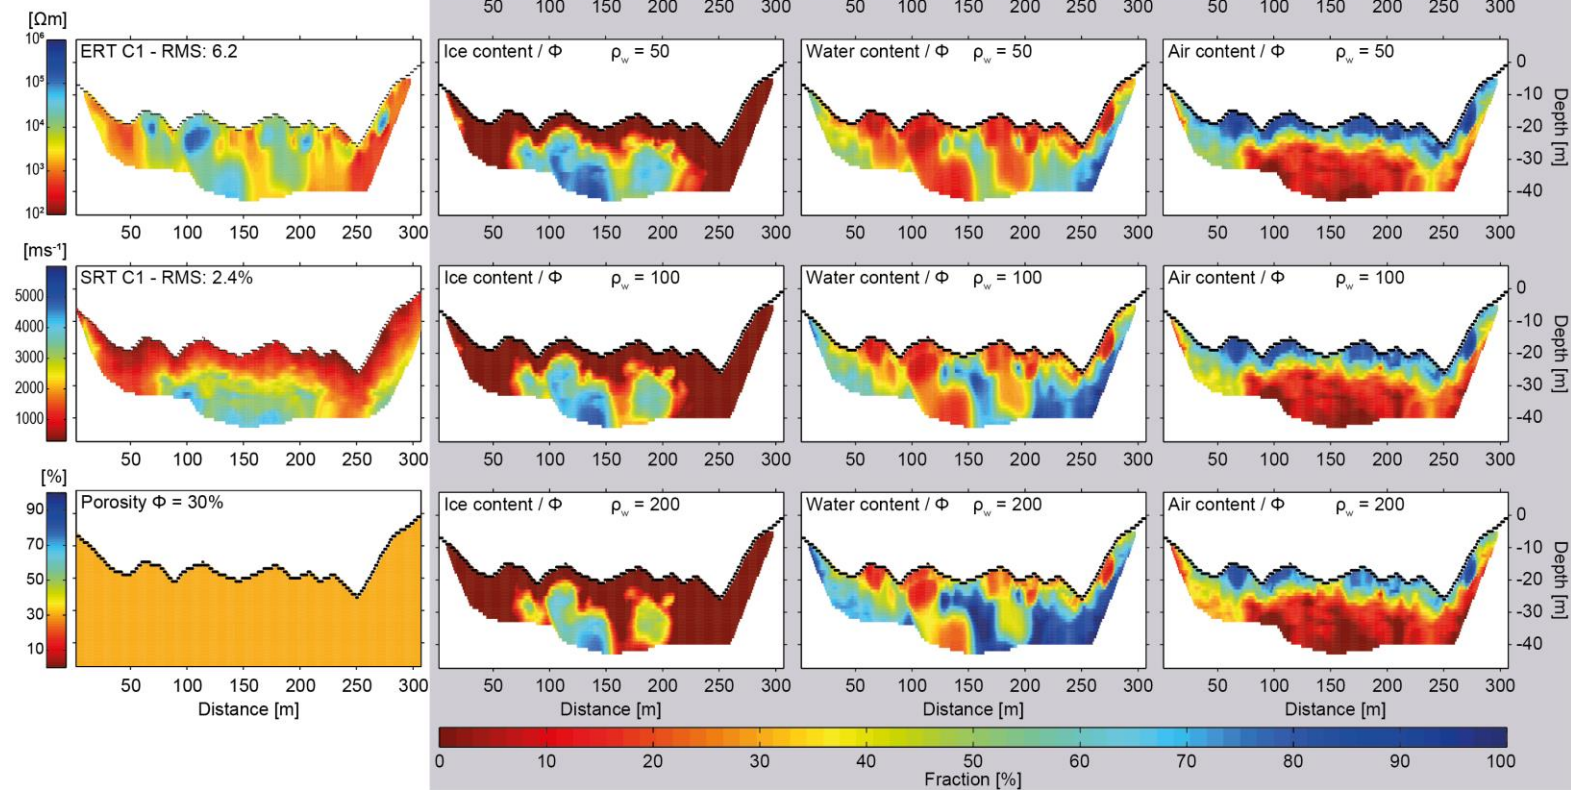 50 100 150 200 250 300 50 100 150 200 250 300 50 100 150 200 250 300
[Ωm]
10⁶
10⁵
10⁴
10³
10²
ERT C1 - RMS: 6.2
Ice content / Φ ρw = 50
Water content / Φ ρw = 50
Air content / Φ ρw = 50
0
-10
-20
-30
-40
Depth [m]
50 100 150 200 250 300 50 100 150 200 250 300 50 100 150 200 250 300 50 100 150 200 250 300
[ms⁻¹]
5000
4000
3000
2000
1000
SRT C1 - RMS: 2.4%
Ice content / Φ ρw = 100
Water content / Φ ρw = 100
Air content / Φ ρw = 100
0
-10
-20
-30
-40
Depth [m]
50 100 150 200 250 300 50 100 150 200 250 300 50 100 150 200 250 300 50 100 150 200 250 300
[%]
90
70
50
30
10
Porosity Φ = 30%
Ice content / Φ ρw = 200
Water content / Φ ρw = 200
Air content / Φ ρw = 200
0
-10
-20
-30
-40
Depth [m]
50 100 150 200 250 300 50 100 150 200 250 300 50 100 150 200 250 300 50 100 150 200 250 300
Distance [m] Distance [m] Distance [m] Distance [m]
0 10 20 30 40 50 60 70 80 90 100
Fraction [%]